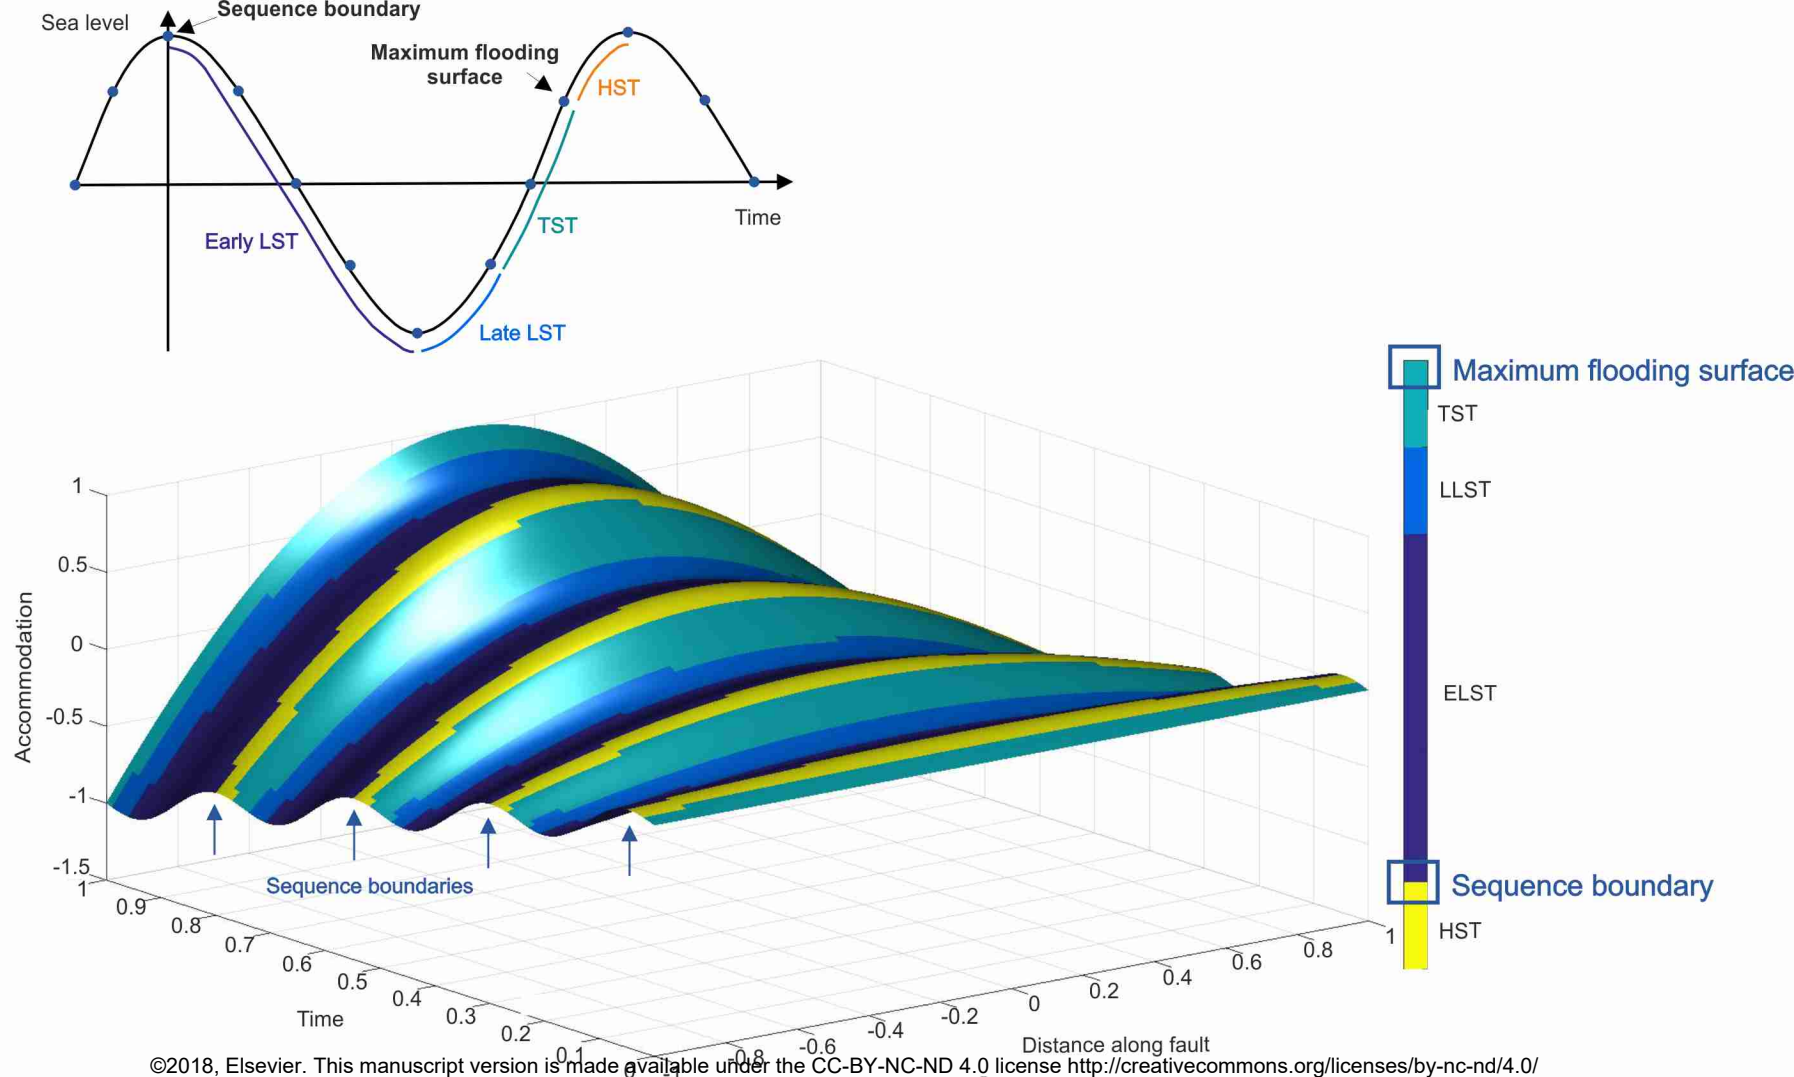 Sequence boundary
Sea level
Maximum flooding
surface
HST
Time
TST
Early LST
Late LST
Maximum flooding surface
TST
LLST
ELST
Sequence boundary
HST
Accommodation
1
0.5
0
-0.5
-1
-1.5
Sequence boundaries
1
0.9
0.8
0.7
0.6
0.5
0.4
0.3
0.2
0.1
0
Time
-1
-0.8
-0.6
-0.4
-0.2
0
0.2
0.4
0.6
0.8
1
Distance along fault
©2018, Elsevier. This manuscript version is made available under the CC-BY-NC-ND 4.0 license http://creativecommons.org/licenses/by-nc-nd/4.0/